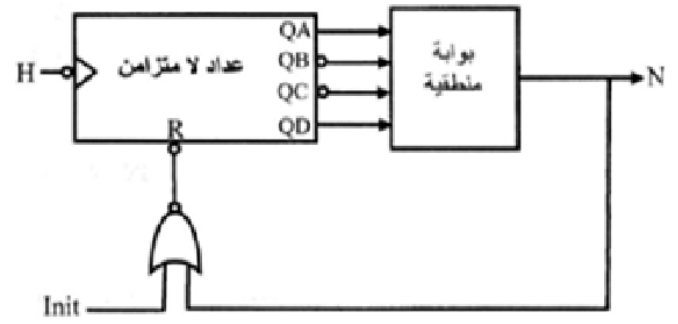 QA
QB
QC
QD
H
عداد لا متزامن
R
بوابة
منطقية
N
Init